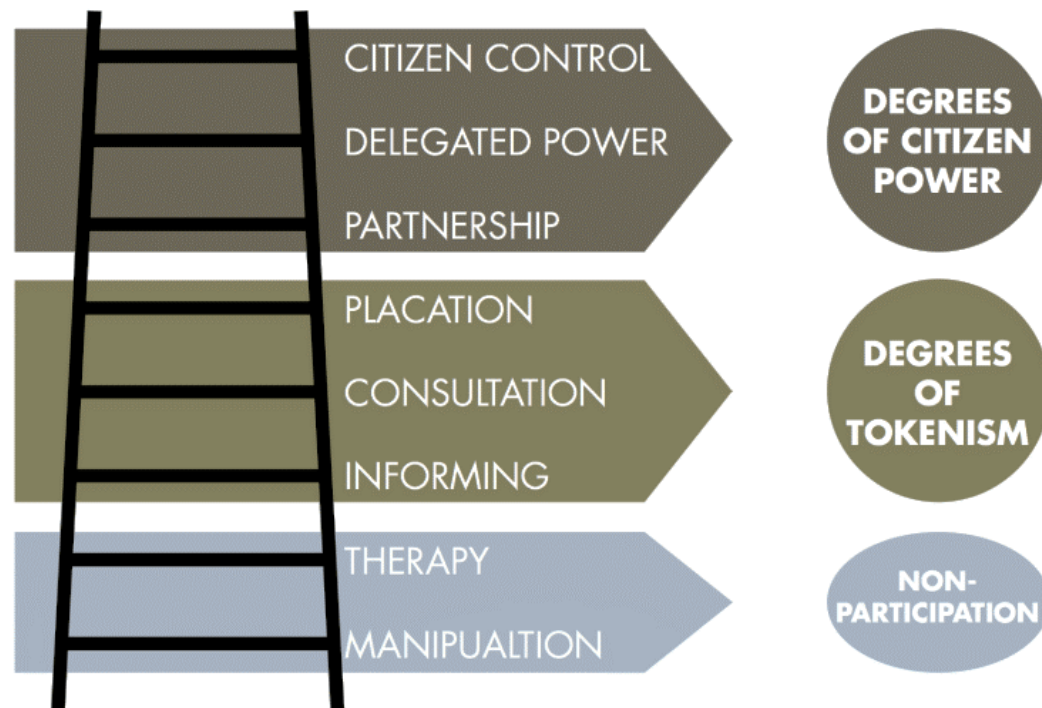 CITIZEN CONTROL
DELEGATED POWER
PARTNERSHIP
DEGREES
OF CITIZEN
POWER
PLACATION
CONSULTATION
INFORMING
DEGREES
OF
TOKENISM
THERAPY
MANIPUALTION
NON-
PARTICIPATION